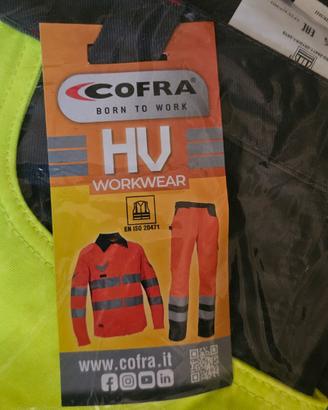 COFRA
BORN TO WORK
HV
WORKWEAR
EN ISO 20471
www.cofra.it